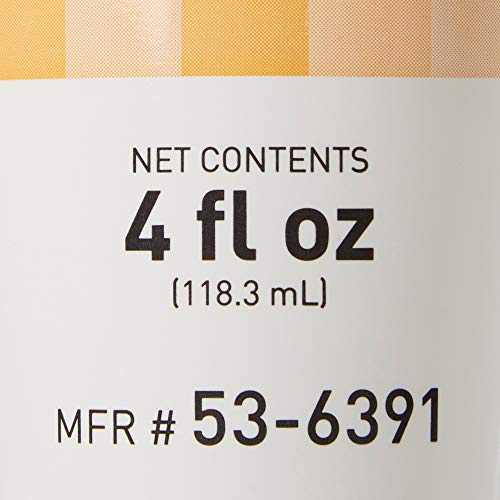 NET CONTENTS
4 fl oz
(118.3 mL)
MFR # 53-6391